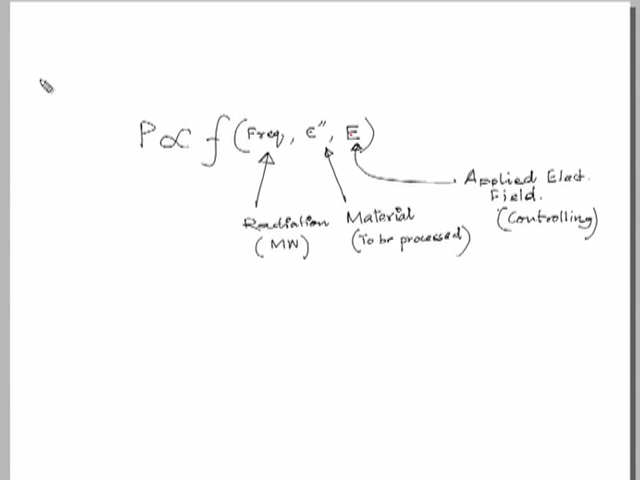 P ∝ f (Freq, ε'', E)
Applied Elect.
Field.
(Controlling)
Radiation
(MW)
Material
(To be processed)